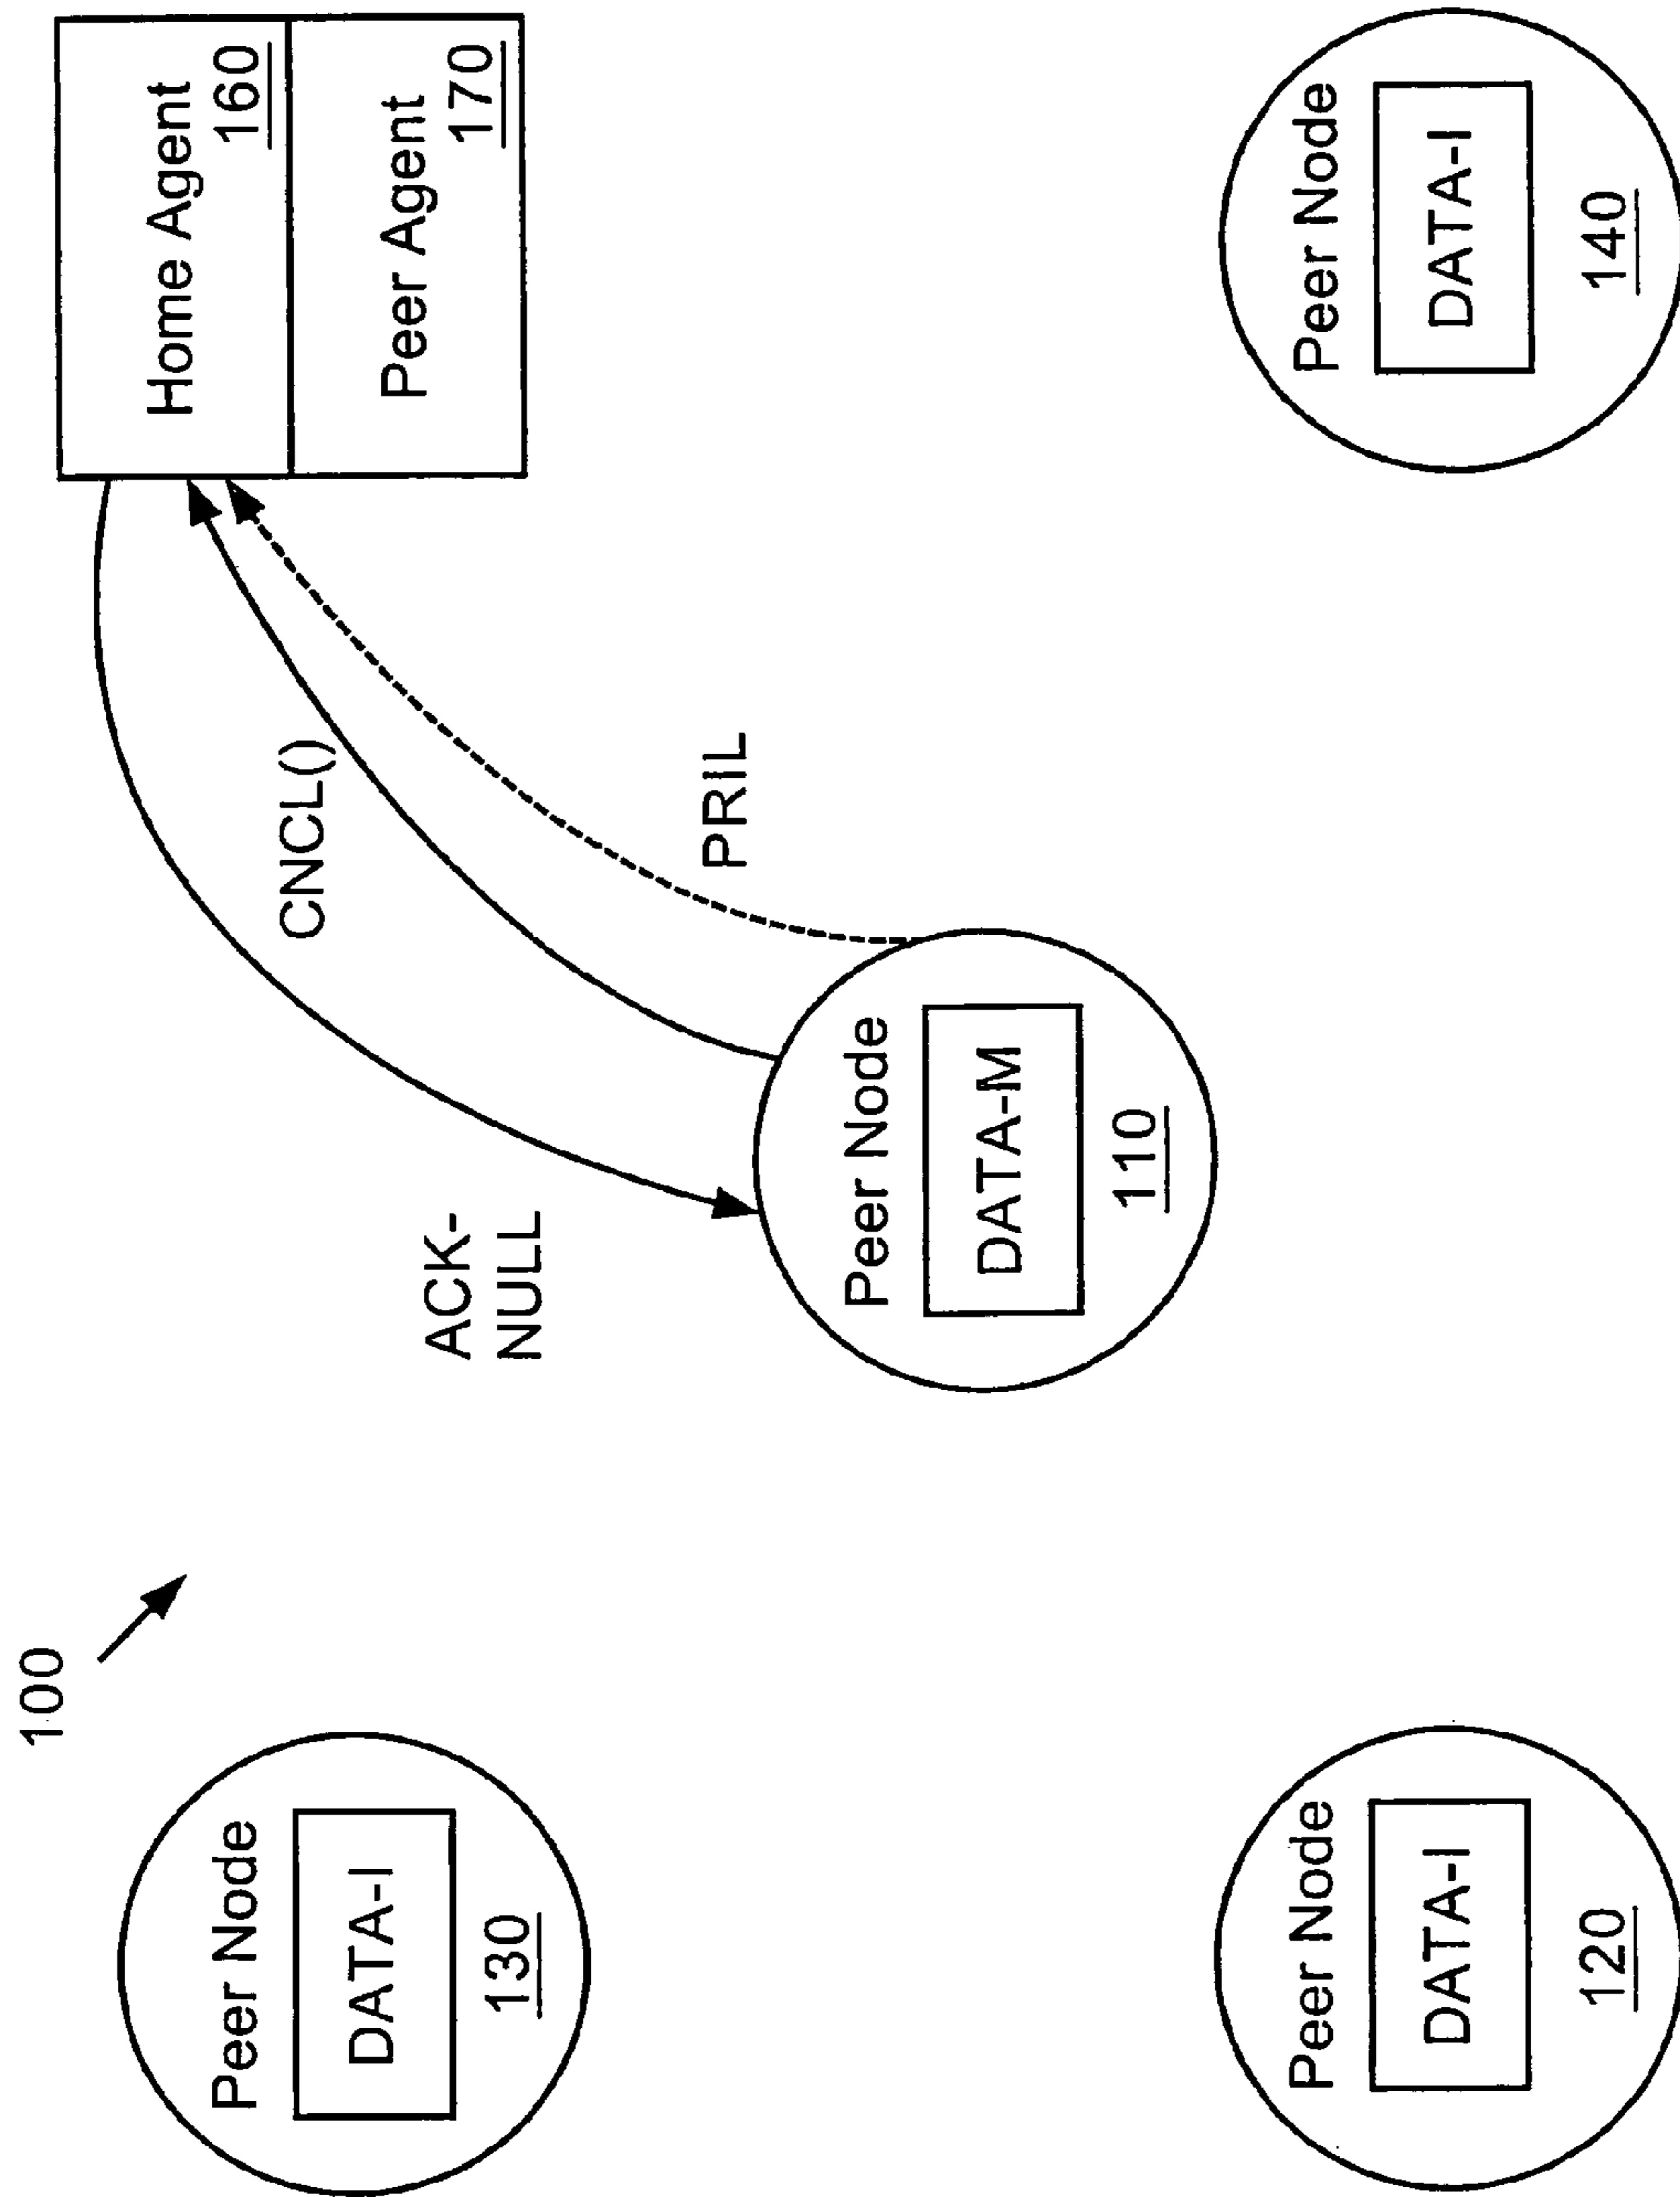 100
Peer Node
DATA-I
130
ACK-
NULL
CNCL()
Home Agent
160
Peer Agent
170
PRIL
Peer Node
DATA-M
110
Peer Node
DATA-I
120
Peer Node
DATA-I
140